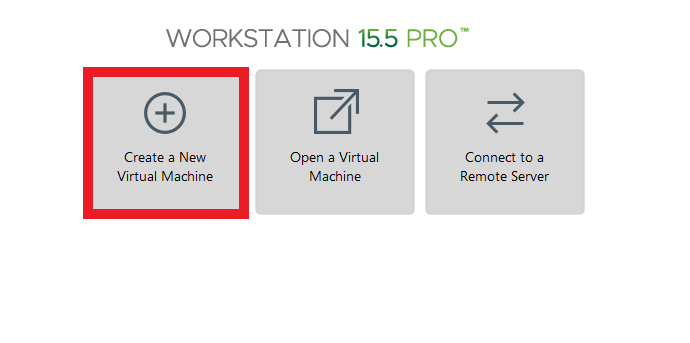 WORKSTATION 15.5 PRO™
Create a New
Virtual Machine
Open a Virtual
Machine
Connect to a
Remote Server